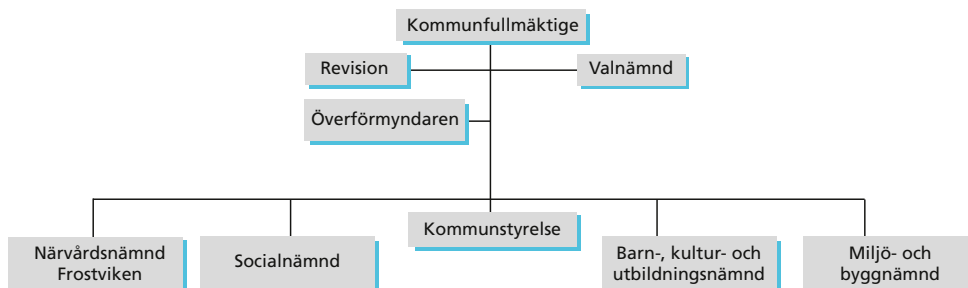 Kommunfullmäktige
Revision
Valnämnd
Överförmyndaren
Kommunstyrelse
Närvårdsnämnd
Frostviken
Socialnämnd
Barn-, kultur- och
utbildningsnämnd
Miljö- och
byggnämnd